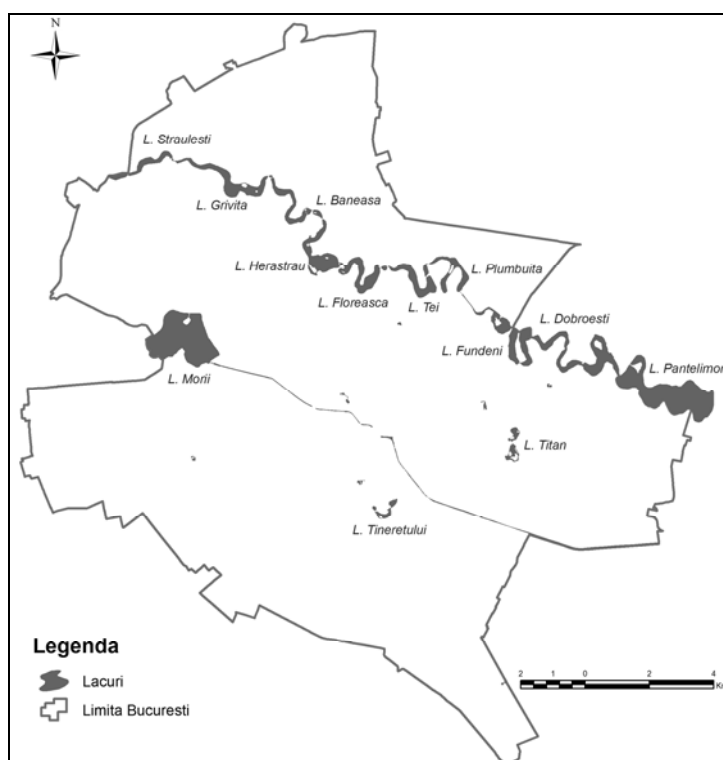 N
L. Straulesti
L. Grivita
L. Baneasa
L. Herastrau
L. Plumbuita
L. Floreasca
L. Tei
L. Dobroesti
L. Fundeni
L. Pantelimon
L. Morii
L. Titan
L. Tineretului
Legenda
Lacuri
Limita Bucuresti
2 1 0 2 4